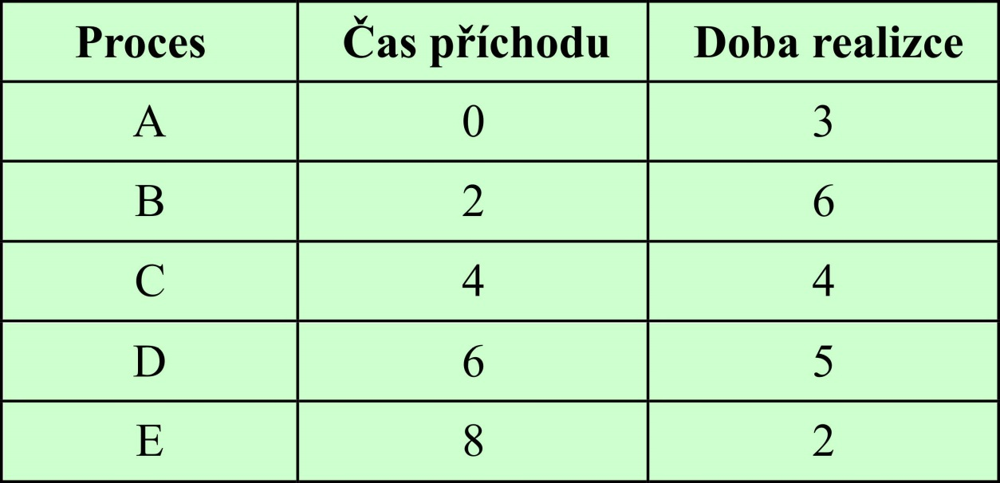 Proces Čas příchodu Doba realizce
A 0 3
B 2 6
C 4 4
D 6 5
E 8 2